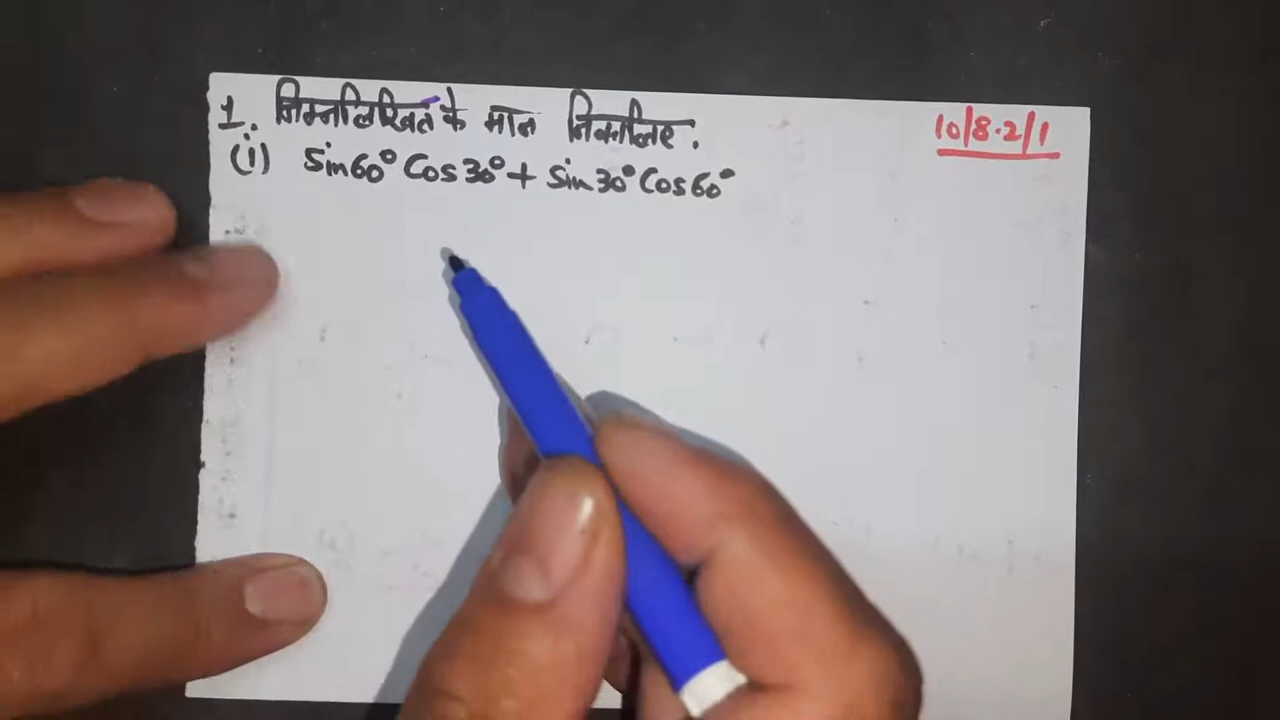 1. निम्नलिखित के मान निकालिए. 10/8.2/1
(i) Sin60° Cos30° + Sin30° Cos60°